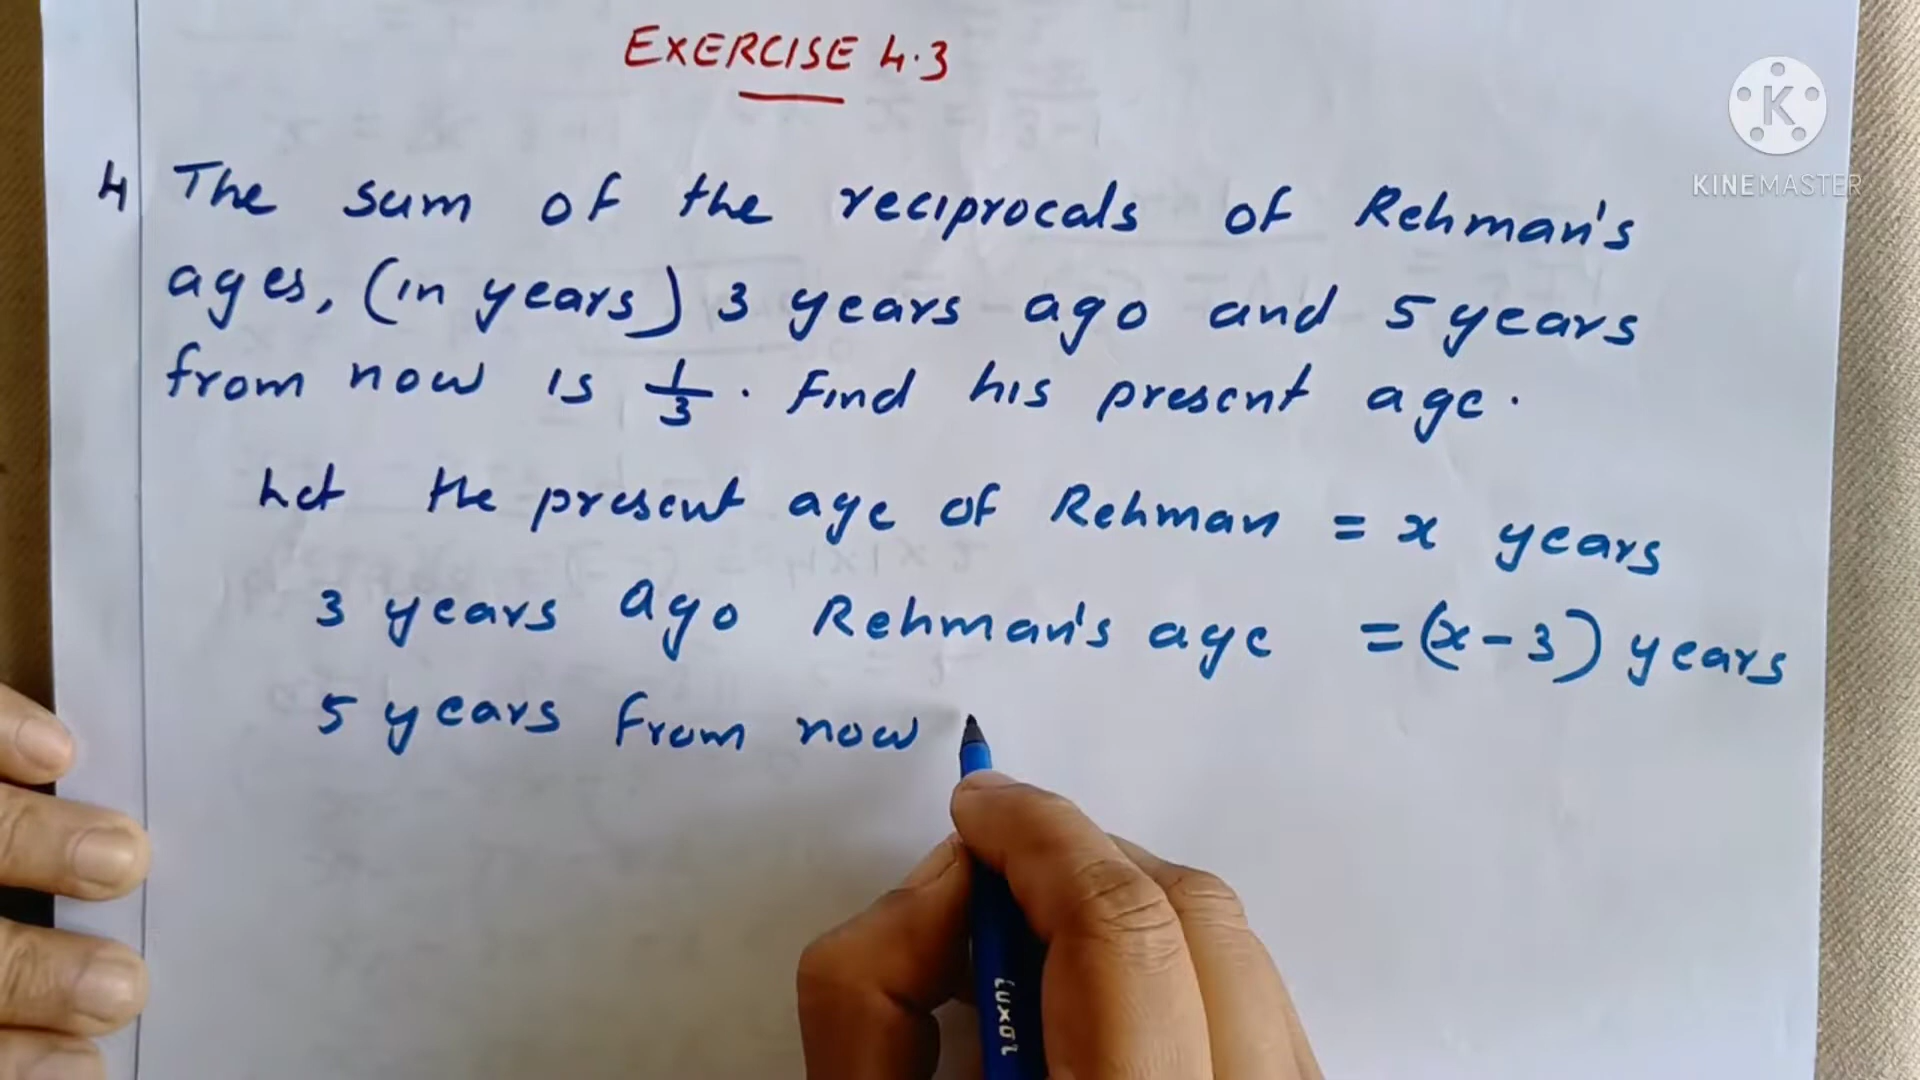 EXERCISE 4.3
K
KINEMASTER
4 The sum of the reciprocals of Rehman's
ages, (in years) 3 years ago and 5 years
from now is 1/3. Find his present age.
Let the present age of Rehman = x years
3 years ago Rehman's age = (x-3) years
5 years from now
LUXOR